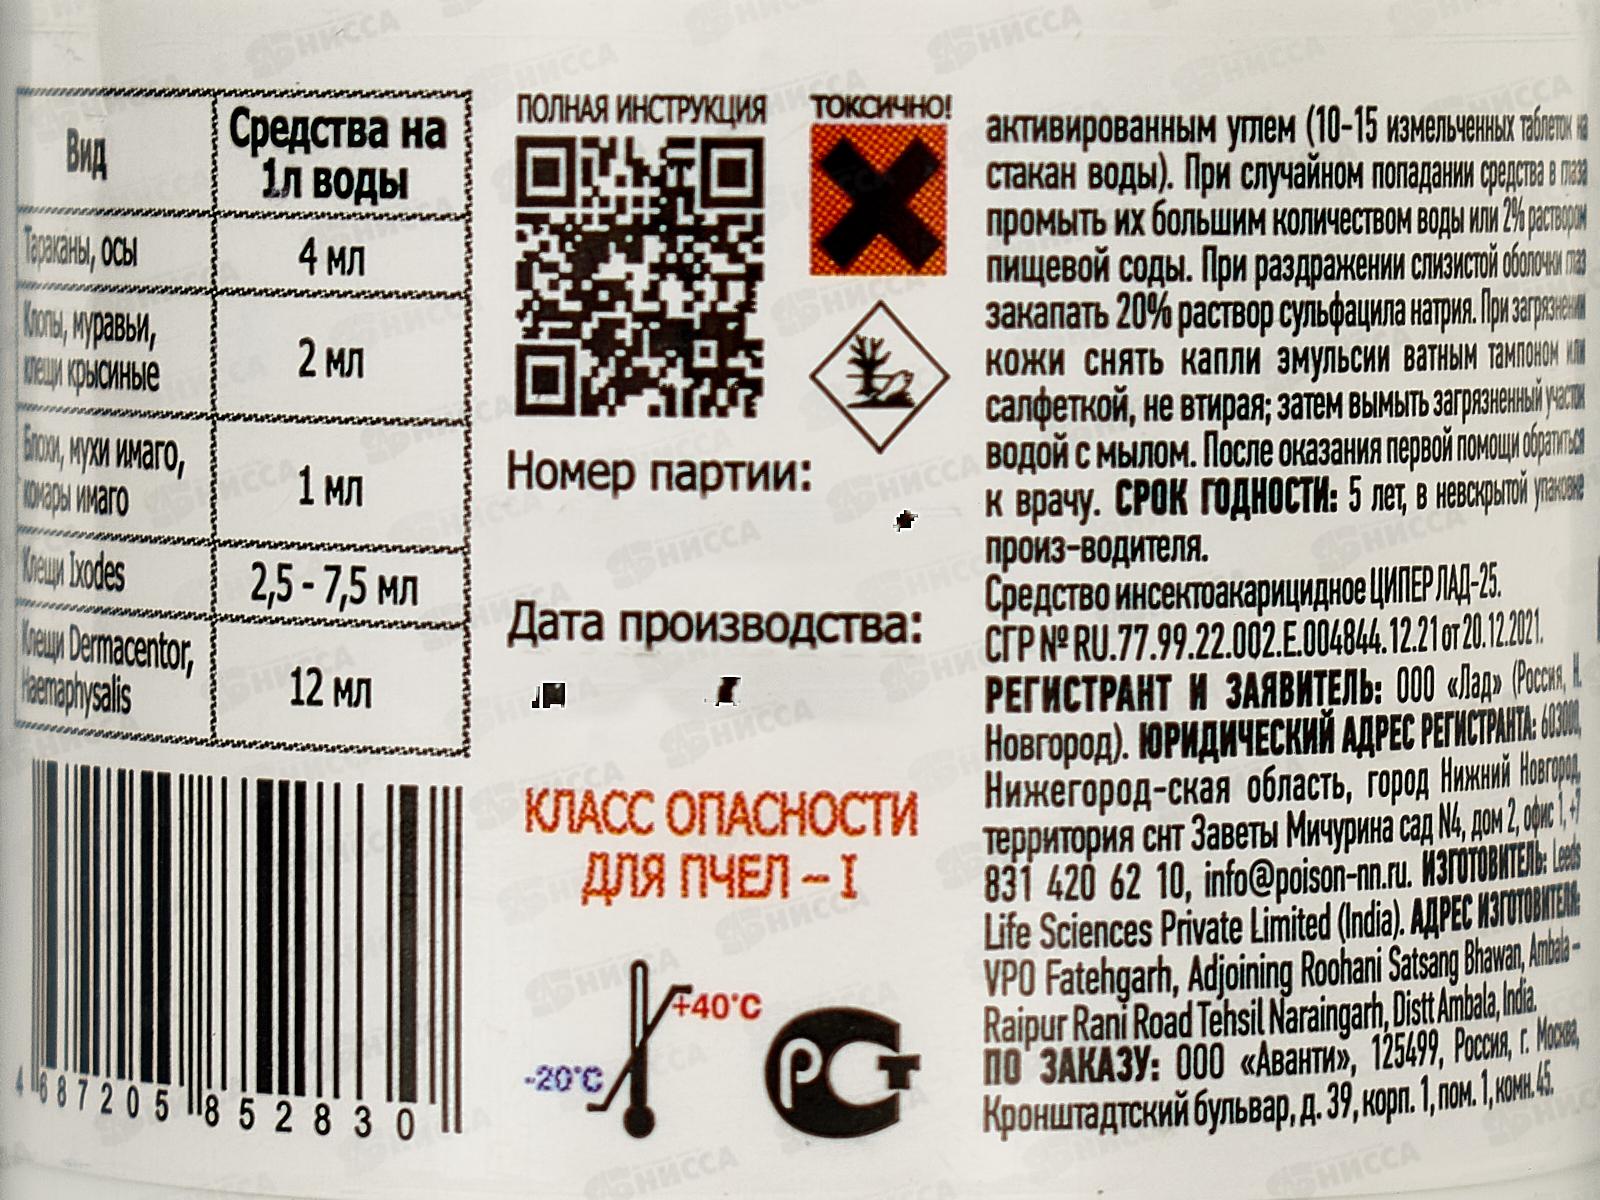 Вид
Средства на
1л воды
Тараканы, осы
4 мл
Клопы, муравьи,
клещи крысиные
2 мл
Блохи, мухи имаго,
комары имаго
1 мл
Клещи Ixodes
2,5 - 7,5 мл
Клещи Dermacentor,
Haemaphysalis
12 мл
4 687205 852830
ПОЛНАЯ ИНСТРУКЦИЯ
ТОКСИЧНО!
Номер партии:
Дата производства:
КЛАСС ОПАСНОСТИ
ДЛЯ ПЧЕЛ – I
+40°C
-20°C
РСТ
активированным углем (10-15 измельченных таблеток на
стакан воды). При случайном попадании средства в глаза
промыть их большим количеством воды или 2% раствором
пищевой соды. При раздражении слизистой оболочки глаз
закапать 20% раствор сульфацила натрия. При загрязнении
кожи снять капли эмульсии ватным тампоном или
салфеткой, не втирая; затем вымыть загрязненный участок
водой с мылом. После оказания первой помощи обратиться
к врачу. СРОК ГОДНОСТИ: 5 лет, в невскрытой упаковке
произ-водителя.
Средство инсектоакарицидное ЦИПЕР ЛАД-25.
СГР № RU.77.99.22.002.E.004844.12.21 от 20.12.2021.
РЕГИСТРАНТ И ЗАЯВИТЕЛЬ: ООО «Лад» (Россия, Н.
Новгород). ЮРИДИЧЕСКИЙ АДРЕС РЕГИСТРАНТА: 603000,
Нижегород-ская область, город Нижний Новгород,
территория снт Заветы Мичурина сад N4, дом 2, офис 1, +7
831 420 62 10, info@poison-nn.ru. ИЗГОТОВИТЕЛЬ: Leeds
Life Sciences Private Limited (India). АДРЕС ИЗГОТОВИТЕЛЯ:
VPO Fatehgarh, Adjoining Roohani Satsang Bhawan, Ambala –
Raipur Rani Road Tehsil Naraingarh, Distt Ambala, India.
ПО ЗАКАЗУ: ООО «Аванти», 125499, Россия, г. Москва,
Кронштадтский бульвар, д. 39, корп. 1, пом. 1, комн. 45.
НИССА